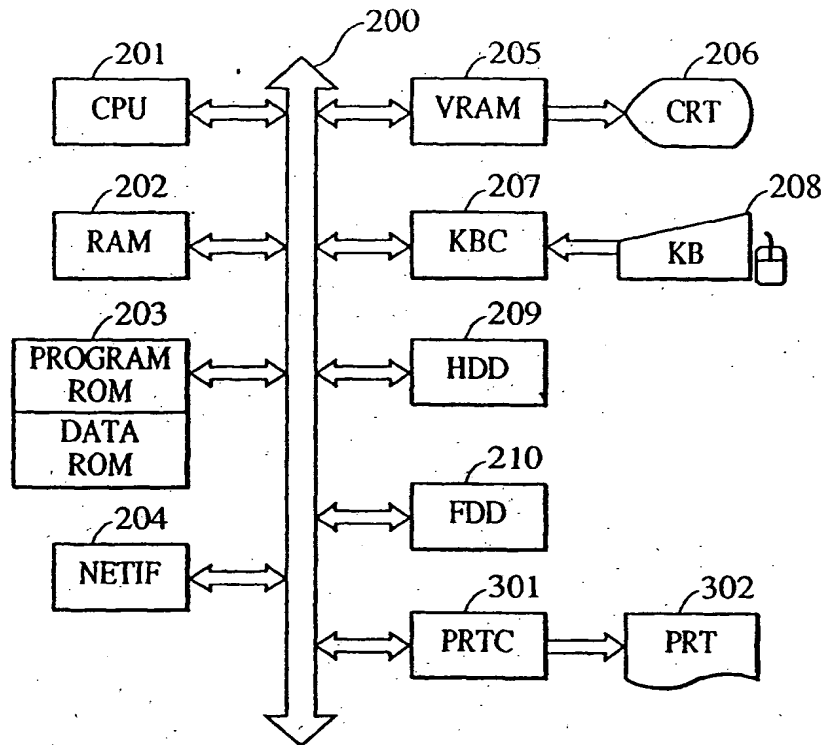 200
201
CPU
205
VRAM
206
CRT
202
RAM
207
KBC
208
KB
203
PROGRAM
ROM
DATA
ROM
209
HDD
210
FDD
204
NETIF
301
PRTC
302
PRT